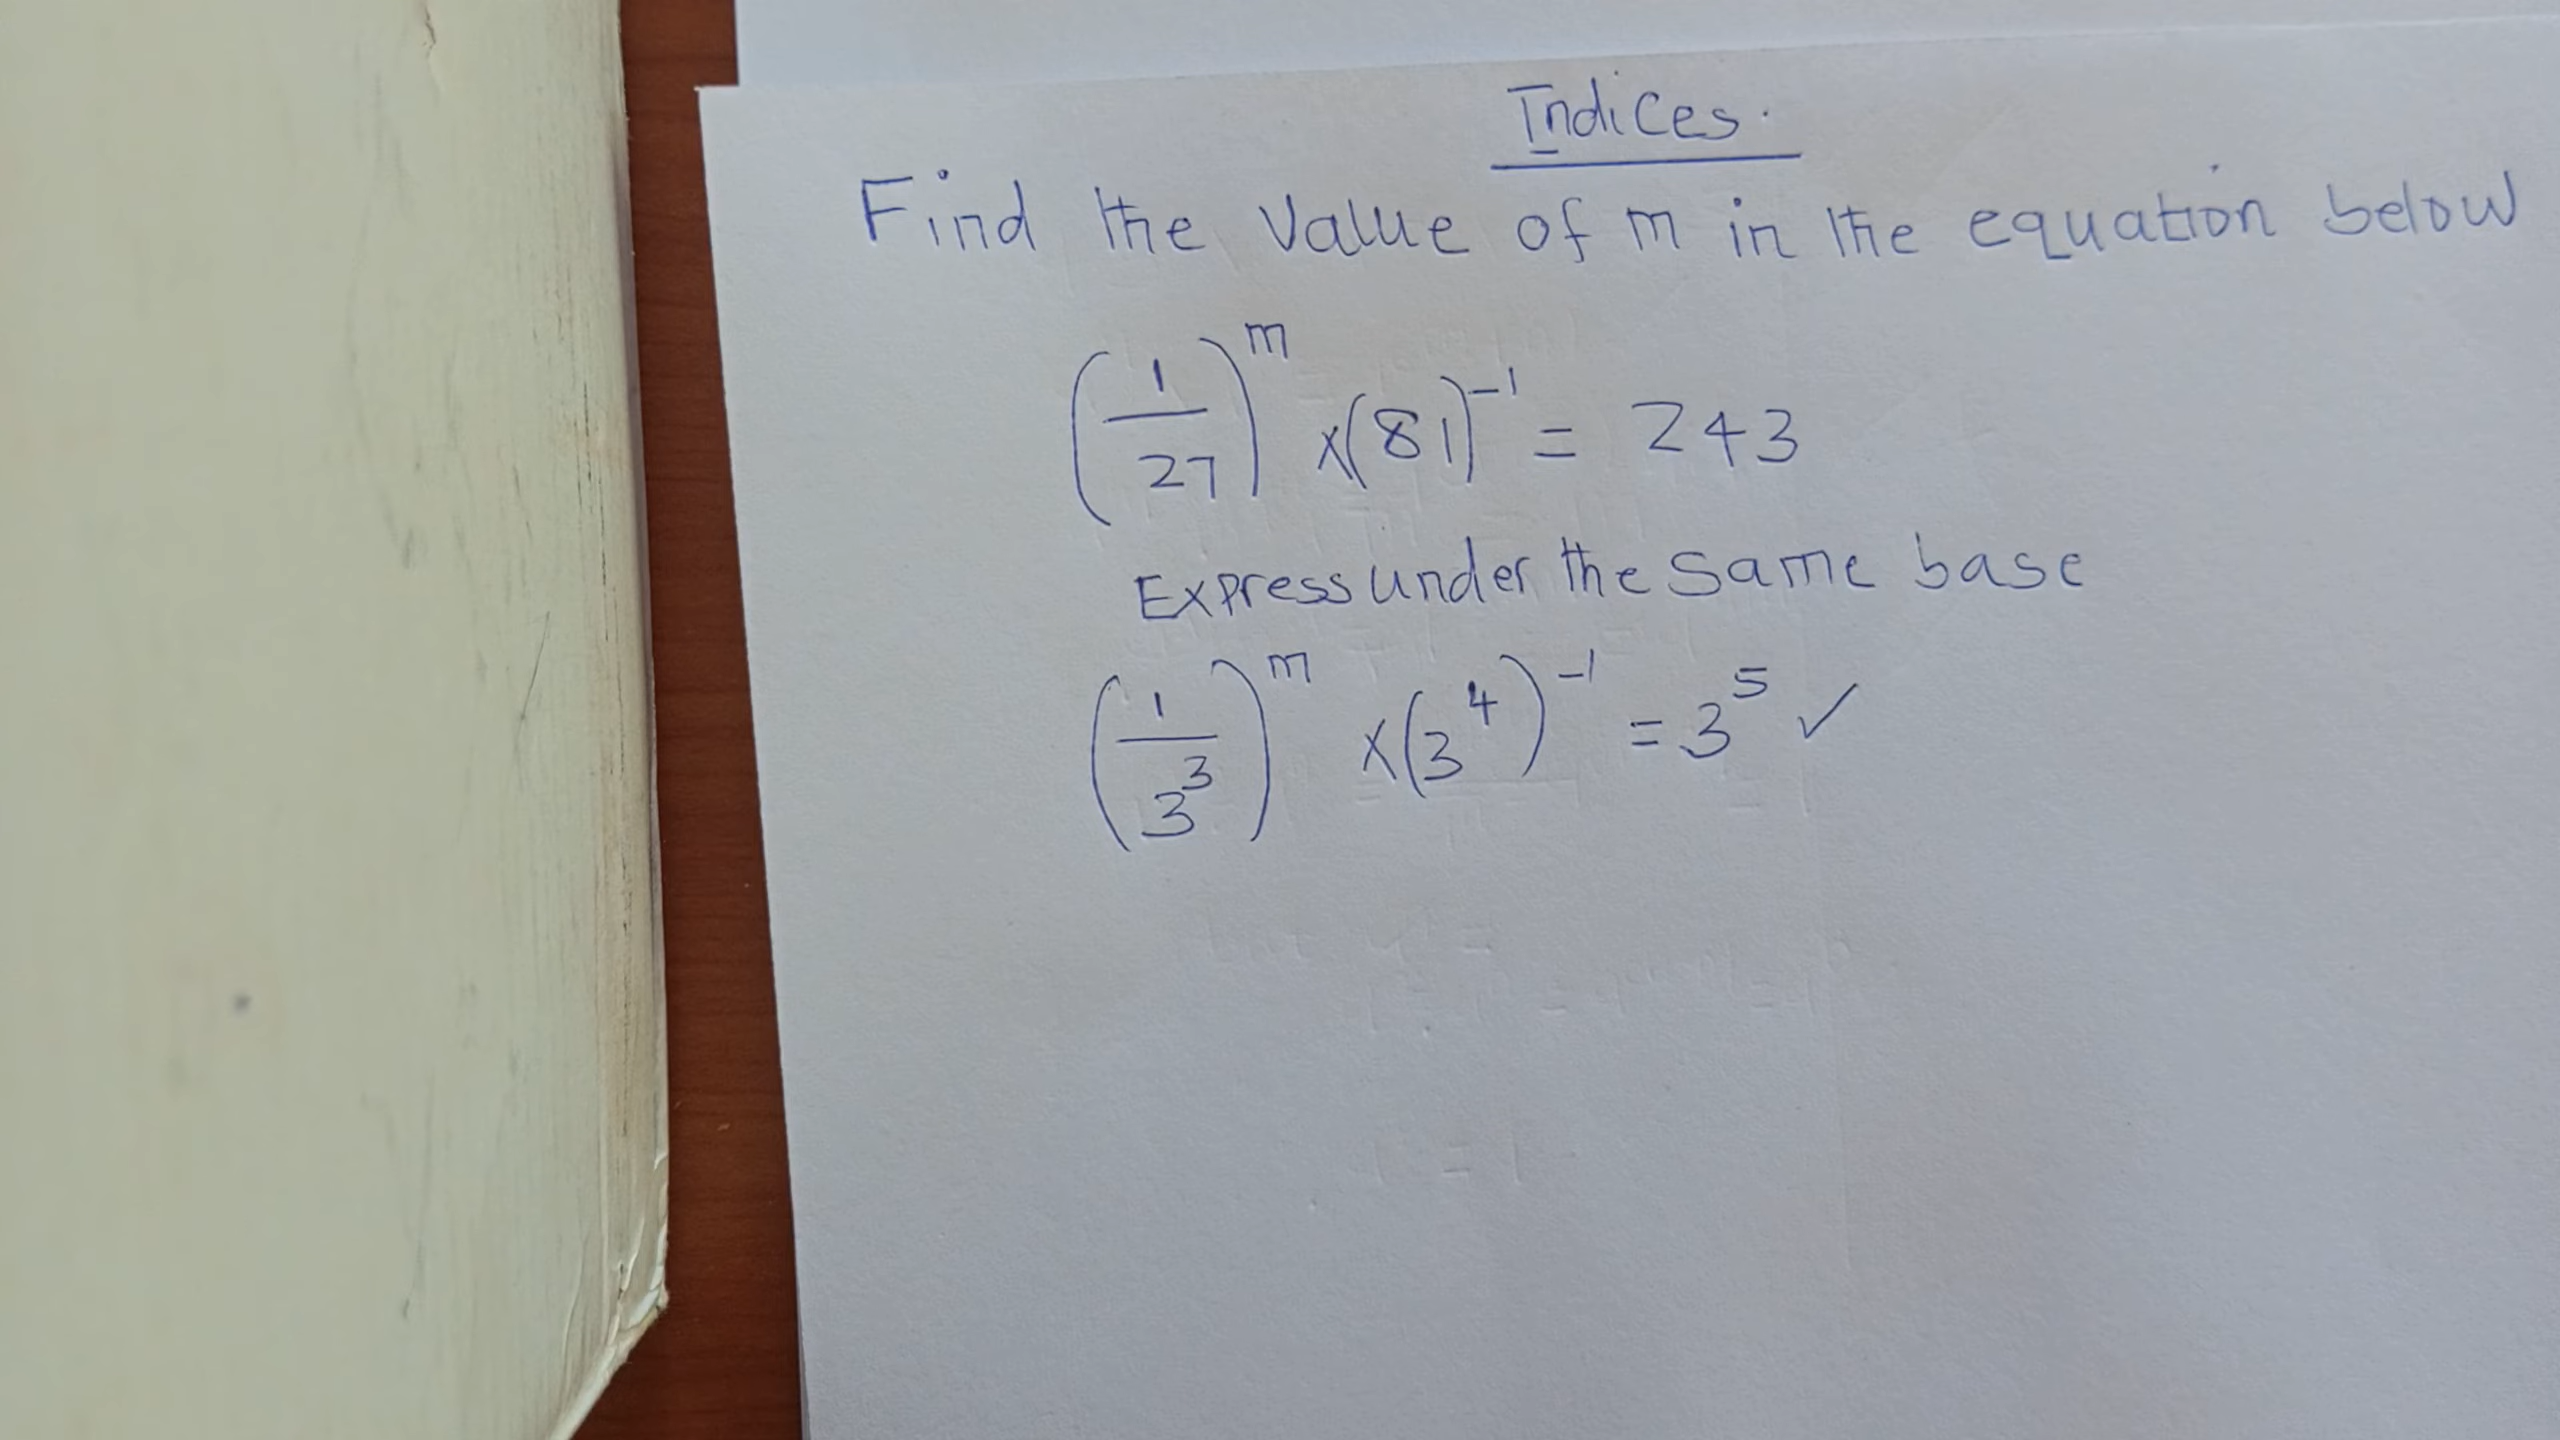 Indices.
Find the value of m in the equation below
(1/27)^m ×(81)^-1 = 243
Express under the same base
(1/3^3)^m ×(3^4)^-1 = 3^5 ✓